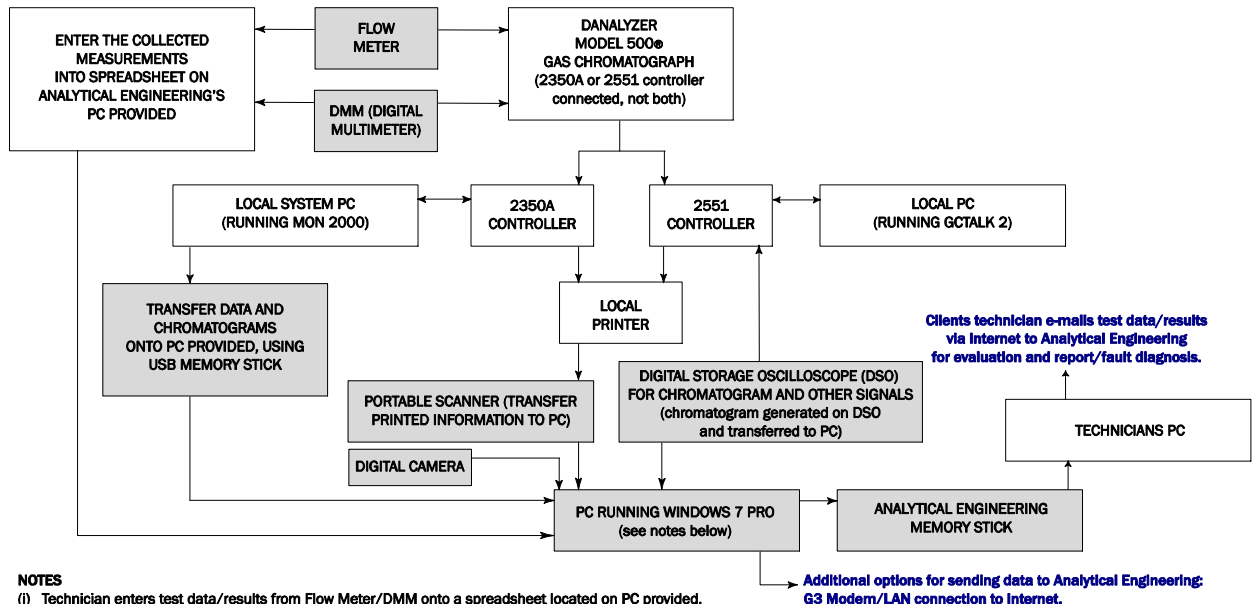 ENTER THE COLLECTED
MEASUREMENTS
INTO SPREADSHEET ON
ANALYTICAL ENGINEERING'S
PC PROVIDED
FLOW
METER
DMM (DIGITAL
MULTIMETER)
DANALYZER
MODEL 500®
GAS CHROMATOGRAPH
(2350A or 2551 controller
connected, not both)
LOCAL SYSTEM PC
(RUNNING MON 2000)
2350A
CONTROLLER
2551
CONTROLLER
LOCAL PC
(RUNNING GCTALK 2)
TRANSFER DATA AND
CHROMATOGRAMS
ONTO PC PROVIDED, USING
USB MEMORY STICK
LOCAL
PRINTER
Clients technician e-mails test data/results
via Internet to Analytical Engineering
for evaluation and report/fault diagnosis.
PORTABLE SCANNER (TRANSFER
PRINTED INFORMATION TO PC)
DIGITAL STORAGE OSCILLOSCOPE (DSO)
FOR CHROMATOGRAM AND OTHER SIGNALS
(chromatogram generated on DSO
and transferred to PC)
TECHNICIANS PC
DIGITAL CAMERA
PC RUNNING WINDOWS 7 PRO
(see notes below)
ANALYTICAL ENGINEERING
MEMORY STICK
NOTES
(i) Technician enters test data/results from Flow Meter/DMM onto a spreadsheet located on PC provided.
Additional options for sending data to Analytical Engineering:
G3 Modem/LAN connection to Internet.